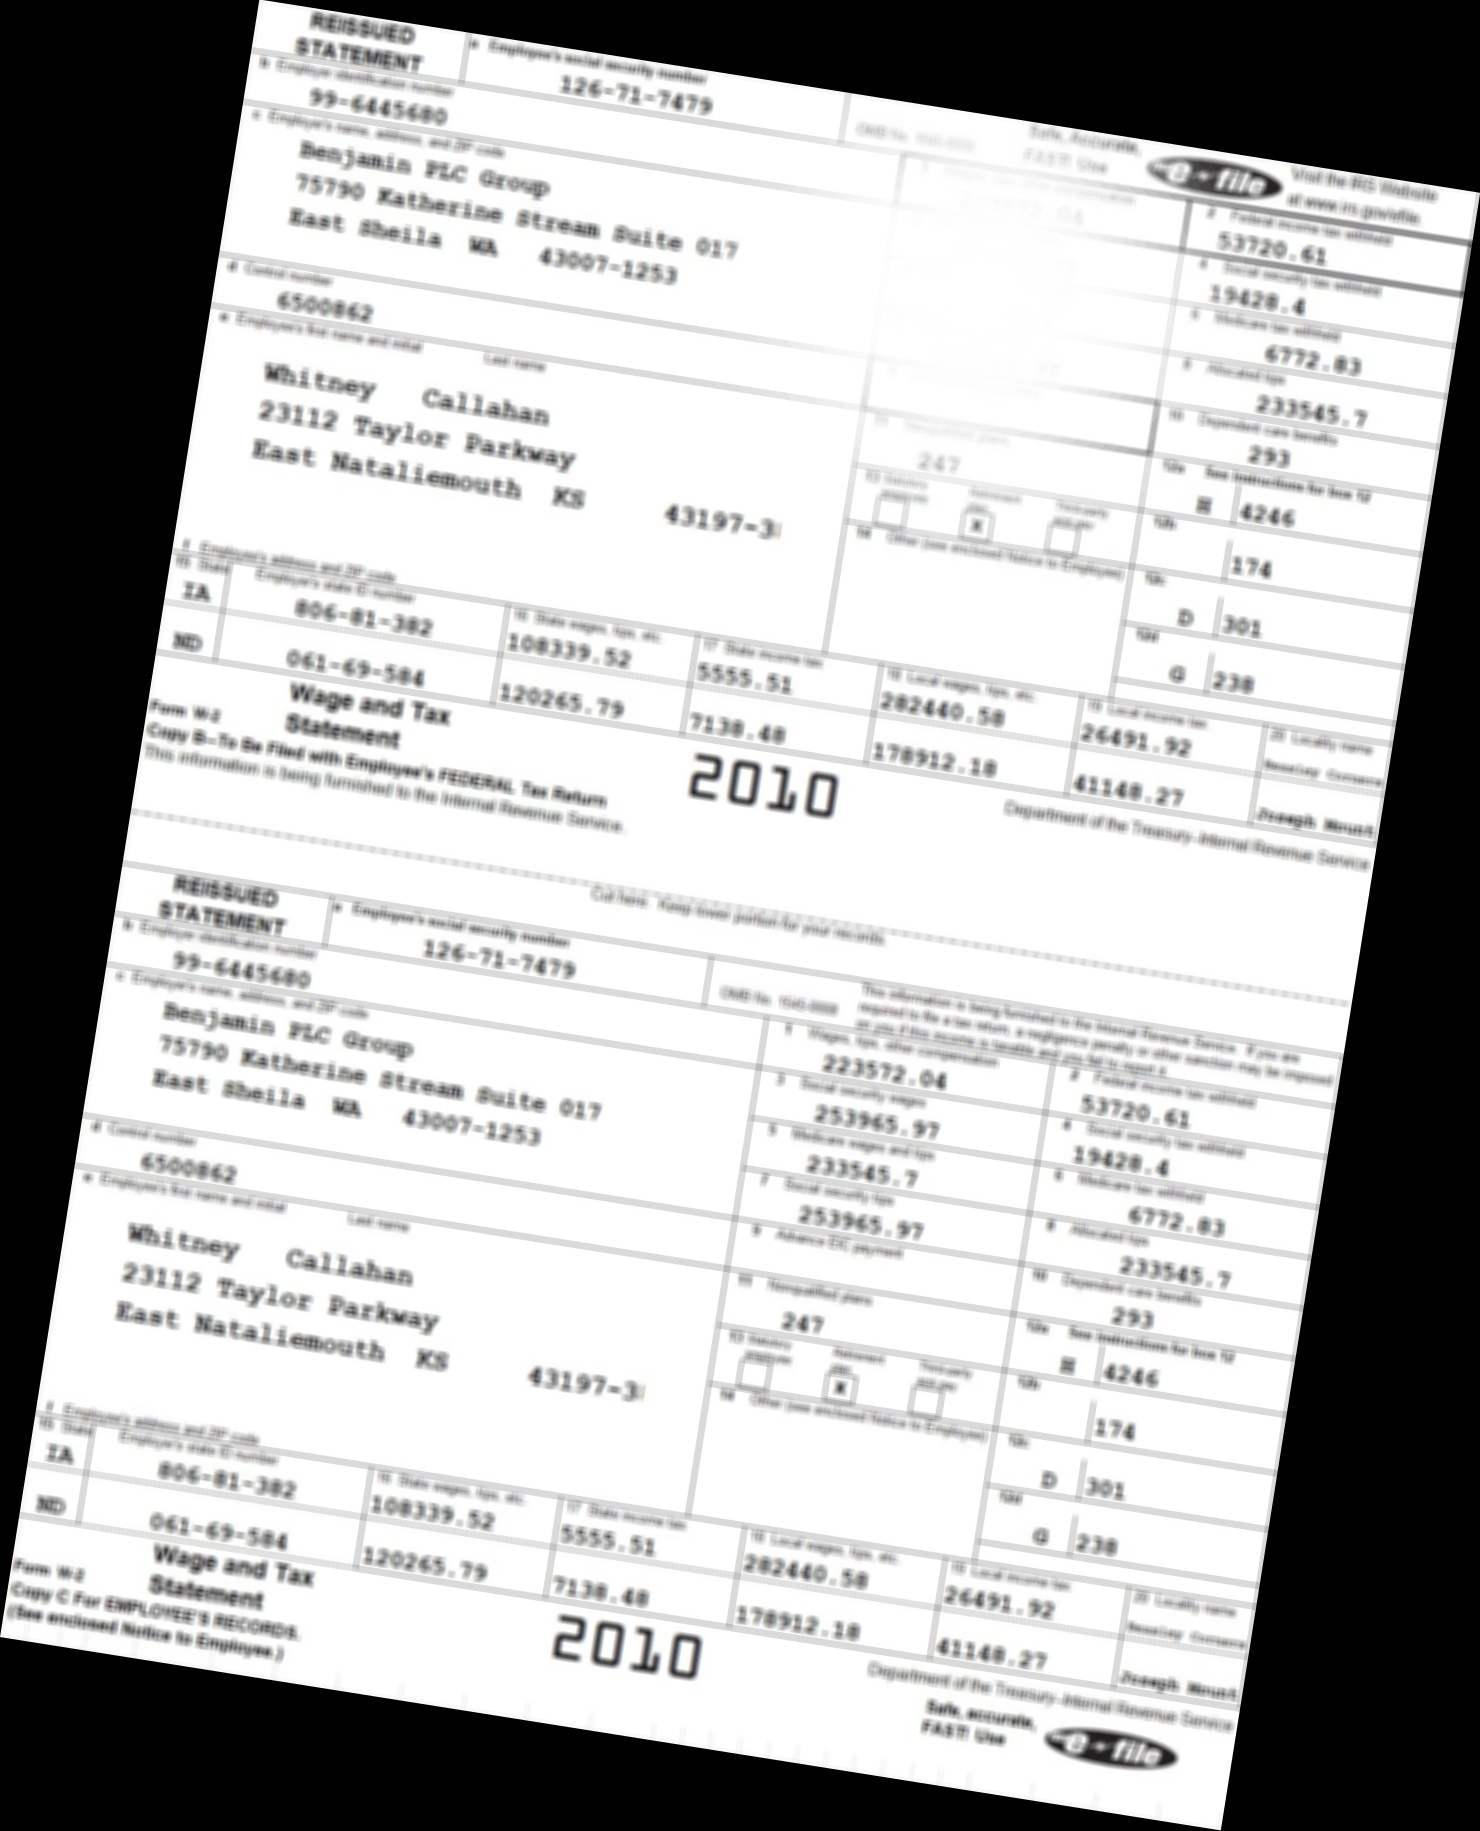 REISSUED
STATEMENT
a Employee's social security number
126-71-7479
OMB No. 1545-0008
Safe, Accurate,
FAST! Use
e-file
Visit the IRS Website
at www.irs.gov/efile.
b Employer identification number
99-6445680
c Employer's name, address, and ZIP code
Benjamin PLC Group
75790 Katherine Stream Suite 017
East Sheila WA 43007-1253
2 Federal income tax withheld
53720.61
4 Social security tax withheld
19428.4
6 Medicare tax withheld
6772.83
8 Allocated tips
233545.7
d Control number
6500862
10 Dependent care benefits
293
e Employee's first name and initial Last name
Whitney Callahan
23112 Taylor Parkway
East Nataliemouth KS 43197-3
11 Nonqualified plans
247
12a See instructions for box 12
H 4246
13 Statutory employee
Retirement plan
X
Third-party sick pay
12b
174
14 Other (see enclosed Notice to Employee)
12c
D 301
12d
G 238
f Employee's address and ZIP code
15 State Employer's state ID number
16 State wages, tips, etc.
17 State income tax
18 Local wages, tips, etc.
19 Local income tax
20 Locality name
IA 806-81-382 108339.52 5555.51 282440.58 26491.92
ND 061-69-584 120265.79 7138.48 178912.18 41148.27 Joseph Mount
Form W-2
Wage and Tax
Statement
2010
Department of the Treasury-Internal Revenue Service
Copy B-To Be Filed with Employee's FEDERAL Tax Return
This information is being furnished to the Internal Revenue Service.
Cut here. Keep lower portion for your records.
REISSUED
STATEMENT
a Employee's social security number
126-71-7479
OMB No. 1545-0008
This information is being furnished to the Internal Revenue Service. If you are
required to file a tax return, a negligence penalty or other sanction may be imposed
on you if this income is taxable and you fail to report it.
b Employer identification number
99-6445680
c Employer's name, address, and ZIP code
Benjamin PLC Group
75790 Katherine Stream Suite 017
East Sheila WA 43007-1253
1 Wages, tips, other compensation
223572.04
2 Federal income tax withheld
53720.61
3 Social security wages
253965.97
4 Social security tax withheld
19428.4
5 Medicare wages and tips
233545.7
6 Medicare tax withheld
6772.83
7 Social security tips
253965.97
8 Allocated tips
233545.7
d Control number
6500862
9 Advance EIC payment
10 Dependent care benefits
293
e Employee's first name and initial Last name
Whitney Callahan
23112 Taylor Parkway
East Nataliemouth KS 43197-3
11 Nonqualified plans
247
12a See instructions for box 12
H 4246
13 Statutory employee
Retirement plan
X
Third-party sick pay
12b
174
14 Other (see enclosed Notice to Employee)
12c
D 301
12d
G 238
f Employee's address and ZIP code
15 State Employer's state ID number
16 State wages, tips, etc.
17 State income tax
18 Local wages, tips, etc.
19 Local income tax
20 Locality name
IA 806-81-382 108339.52 5555.51 282440.58 26491.92
ND 061-69-584 120265.79 7138.48 178912.18 41148.27 Joseph Mount
Form W-2
Wage and Tax
Statement
2010
Department of the Treasury-Internal Revenue Service
Copy C For EMPLOYEE'S RECORDS.
(See enclosed Notice to Employee.)
Safe, accurate,
FAST! Use
e-file